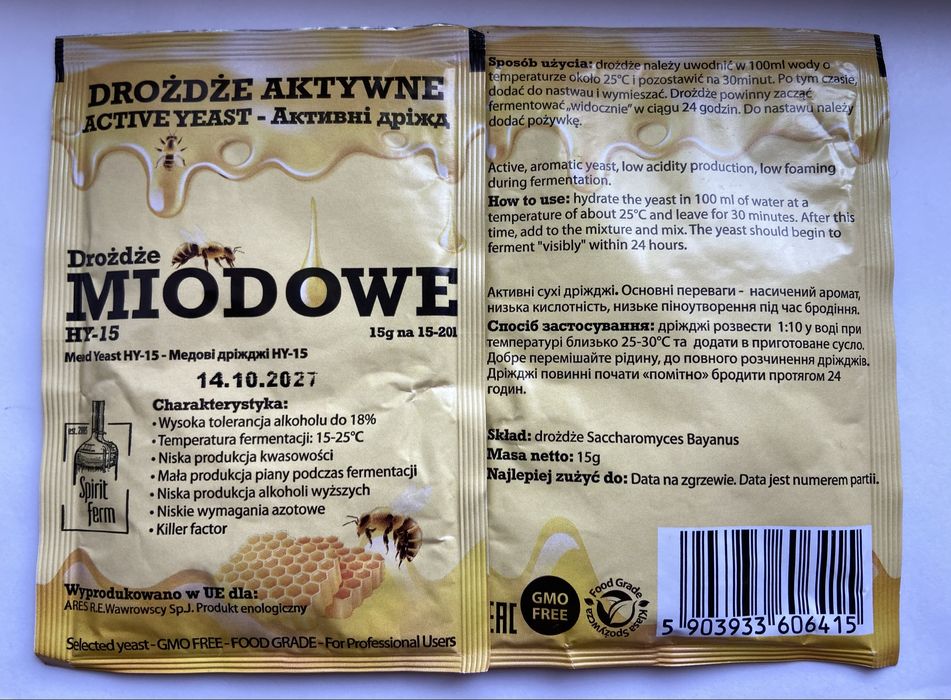 DROŻDŻE AKTYWNE
ACTIVE YEAST - Активні дріжд
Drożdże
MIODOWE
HY-15
15g na 15-20l
Mead Yeast HY-15 - Медові дріжджі HY-15
14.10.2027
Charakterystyka:
• Wysoka tolerancja alkoholu do 18%
• Temperatura fermentacji: 15-25°C
• Niska produkcja kwasowości
• Mała produkcja piany podczas fermentacji
• Niska produkcja alkoholi wyższych
• Niskie wymagania azotowe
• Killer factor
est. 2005
Spirit
ferm
Wyprodukowano w UE dla:
ARES R.E.Wawrowscy Sp.J. Produkt enologiczny
Selected yeast - GMO FREE - FOOD GRADE - For Professional Users
Sposób użycia: drożdże należy uwodnić w 100ml wody o
temperaturze około 25°C i pozostawić na 30minut. Po tym czasie,
dodać do nastwau i wymieszać. Drożdże powinny zacząć
fermentować „widocznie" w ciągu 24 godzin. Do nastawu należy
dodać pożywkę.
Active, aromatic yeast, low acidity production, low foaming
during fermentation.
How to use: hydrate the yeast in 100 ml of water at a
temperature of about 25°C and leave for 30 minutes. After this
time, add to the mixture and mix. The yeast should begin to
ferment "visibly" within 24 hours.
Активні сухі дріжджі. Основні переваги - насичений аромат,
низька кислотність, низьке піноутворення під час бродіння.
Спосіб застосування: дріжджі розвести 1:10 у воді при
температурі близько 25-30°C та додати в приготоване сусло.
Добре перемішайте рідину, до повного розчинення дріжджів.
Дріжджі повинні почати «помітно» бродити протягом 24
годин.
Skład: drożdże Saccharomyces Bayanus
Masa netto: 15g
Najlepiej zużyć do: Data na zgrzewie. Data jest numerem partii.
EAC
GMO
FREE
Food Grade
Klasa Spożywcza
5 903933 606415